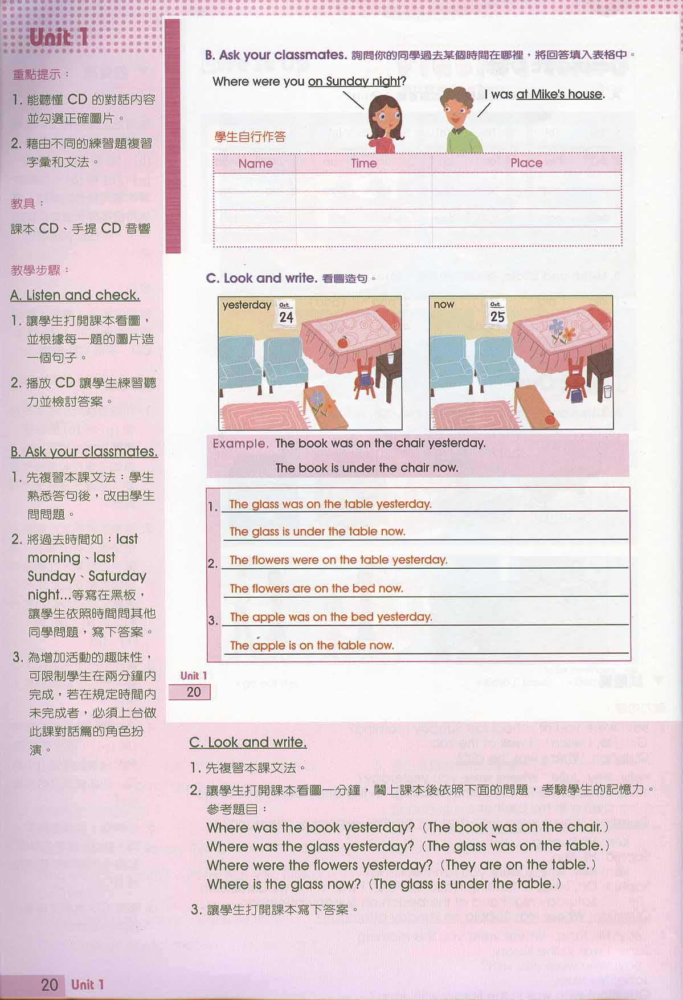 Unit 1
重點提示：
1. 能聽懂 CD 的對話內容
並勾選正確圖片。
2. 藉由不同的練習題複習
字彙和文法。
教具：
課本 CD、手提 CD 音響
教學步驟：
A. Listen and check.
1. 讓學生打開課本看圖，
並根據每一題的圖片造
一個句子。
2. 播放 CD 讓學生練習聽
力並檢討答案。
B. Ask your classmates.
1. 先複習本課文法：學生
熟悉答句後，改由學生
問問題。
2. 將過去時間如：last
morning、last
Sunday、Saturday
night...等寫在黑板，
讓學生依照時間問其他
同學問題，寫下答案。
3. 為增加活動的趣味性，
可限制學生在兩分鐘內
完成，若在規定時間內
未完成者，必須上台做
此課對話篇的角色扮
演。
B. Ask your classmates. 詢問你的同學過去某個時間在哪裡，將回答填入表格中。
Where were you on Sunday night?
I was at Mike's house.
學生自行作答
Name Time Place
C. Look and write. 看圖造句。
yesterday Oct. 24
now Oct. 25
Example. The book was on the chair yesterday.
The book is under the chair now.
1. The glass was on the table yesterday.
The glass is under the table now.
2. The flowers were on the table yesterday.
The flowers are on the bed now.
3. The apple was on the bed yesterday.
The apple is on the table now.
Unit 1
20
C. Look and write.
1. 先複習本課文法。
2. 讓學生打開課本看圖一分鐘，闔上課本後依照下面的問題，考驗學生的記憶力。
參考題目：
Where was the book yesterday?（The book was on the chair.）
Where was the glass yesterday?（The glass was on the table.）
Where were the flowers yesterday?（They are on the table.）
Where is the glass now?（The glass is under the table.）
3. 讓學生打開課本寫下答案。
20 Unit 1